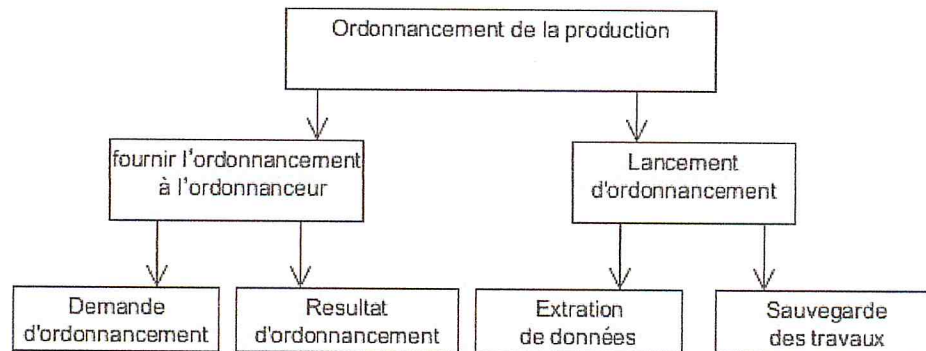 Ordonnancement de la production
fournir l'ordonnancement
à l'ordonnanceur
Lancement
d'ordonnancement
Demande
d'ordonnancement
Resultat
d'ordonnancement
Extration
de données
Sauvegarde
des travaux